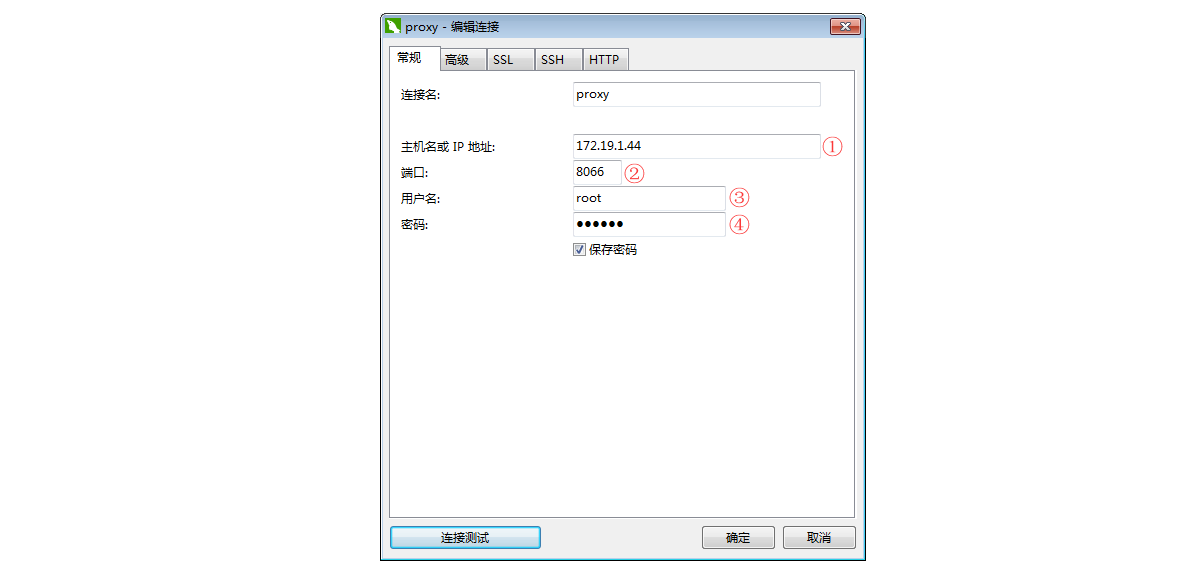 proxy - 编辑连接
常规 高级 SSL SSH HTTP
连接名: proxy
主机名或 IP 地址: 172.19.1.44 ①
端口: 8066 ②
用户名: root ③
密码: ●●●●●● ④
保存密码
连接测试 确定 取消